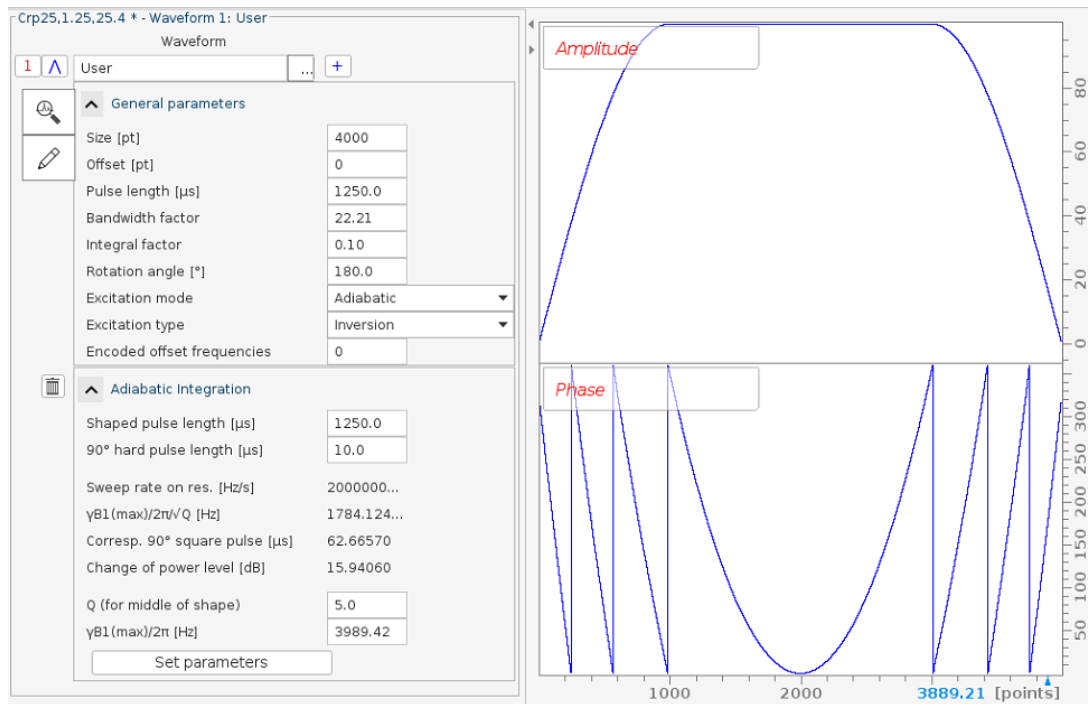 Crp25,1.25,25.4 * - Waveform 1: User
Waveform
1 Λ User ... +
General parameters
Size [pt] 4000
Offset [pt] 0
Pulse length [µs] 1250.0
Bandwidth factor 22.21
Integral factor 0.10
Rotation angle [°] 180.0
Excitation mode Adiabatic
Excitation type Inversion
Encoded offset frequencies 0
Adiabatic Integration
Shaped pulse length [µs] 1250.0
90° hard pulse length [µs] 10.0
Sweep rate on res. [Hz/s] 2000000...
γB1(max)/2π/√Q [Hz] 1784.124...
Corresp. 90° square pulse [µs] 62.66570
Change of power level [dB] 15.94060
Q (for middle of shape) 5.0
γB1(max)/2π [Hz] 3989.42
Set parameters
Amplitude
80
60
40
20
0
Phase
300
250
200
150
100
50
1000 2000 3889.21 [points]